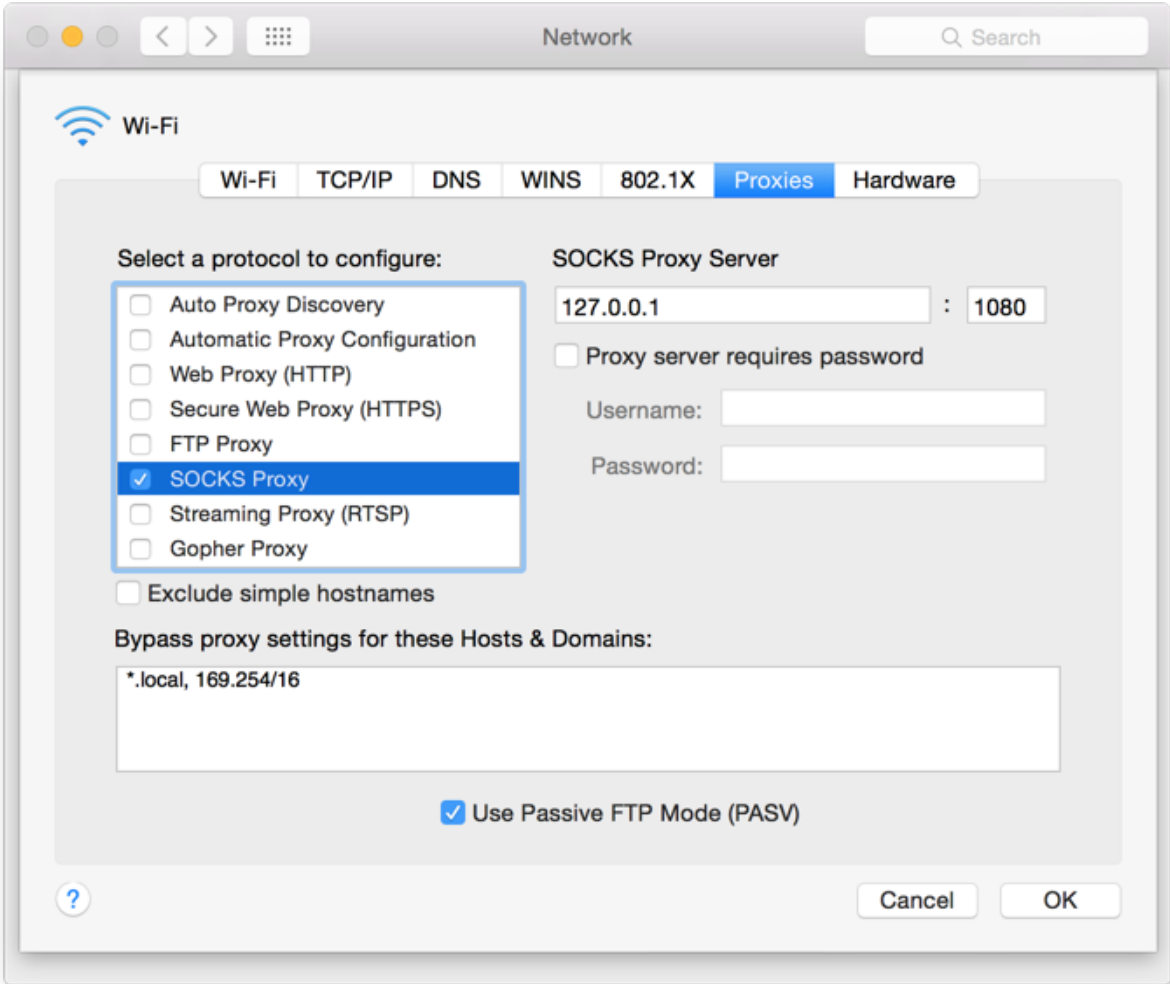 Network
Search
Wi-Fi
Wi-Fi TCP/IP DNS WINS 802.1X Proxies Hardware
Select a protocol to configure:
Auto Proxy Discovery
Automatic Proxy Configuration
Web Proxy (HTTP)
Secure Web Proxy (HTTPS)
FTP Proxy
SOCKS Proxy
Streaming Proxy (RTSP)
Gopher Proxy
Exclude simple hostnames
SOCKS Proxy Server
127.0.0.1 : 1080
Proxy server requires password
Username:
Password:
Bypass proxy settings for these Hosts & Domains:
*.local, 169.254/16
Use Passive FTP Mode (PASV)
?
Cancel
OK